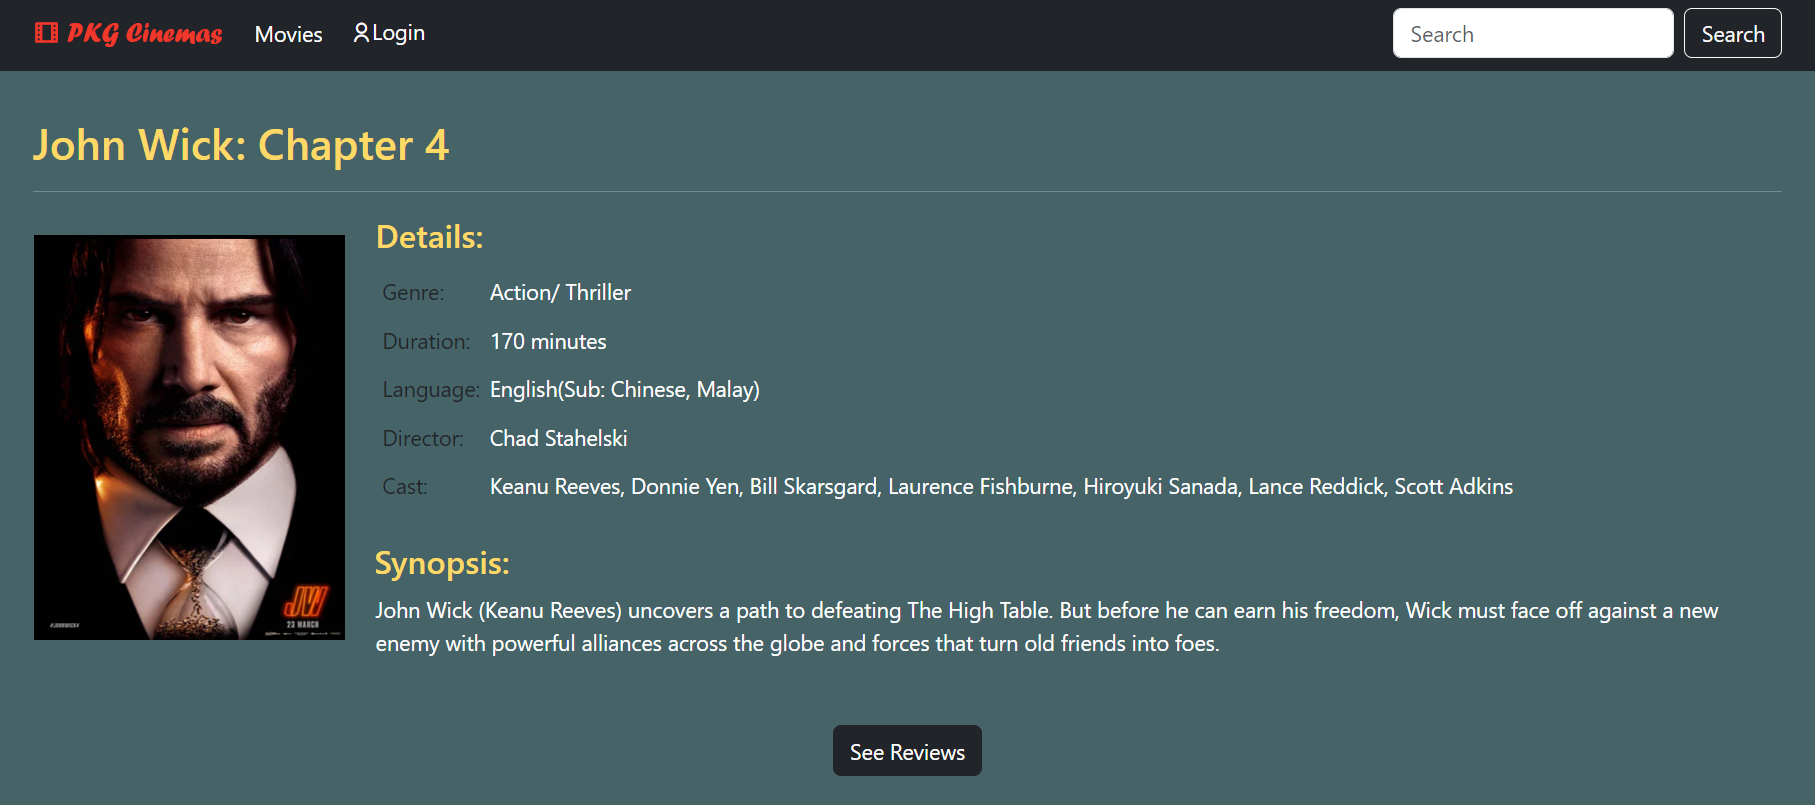 PKG Cinemas Movies Login Search Search
John Wick: Chapter 4
Details:
Genre: Action/ Thriller
Duration: 170 minutes
Language: English(Sub: Chinese, Malay)
Director: Chad Stahelski
Cast: Keanu Reeves, Donnie Yen, Bill Skarsgard, Laurence Fishburne, Hiroyuki Sanada, Lance Reddick, Scott Adkins
JW
#JOHNWICK4
23 MARCH
Synopsis:
John Wick (Keanu Reeves) uncovers a path to defeating The High Table. But before he can earn his freedom, Wick must face off against a new
enemy with powerful alliances across the globe and forces that turn old friends into foes.
See Reviews